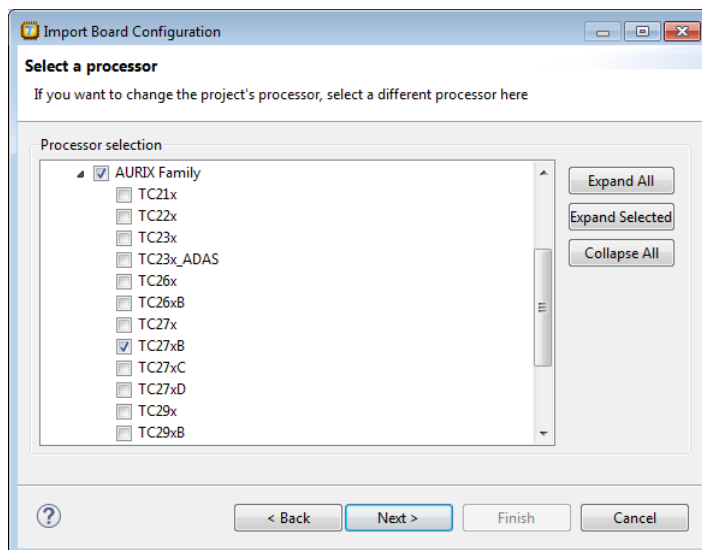 Import Board Configuration
Select a processor
If you want to change the project's processor, select a different processor here
Processor selection
AURIX Family
TC21x
TC22x
TC23x
TC23x_ADAS
TC26x
TC26xB
TC27x
TC27xB
TC27xC
TC27xD
TC29x
TC29xB
Expand All
Expand Selected
Collapse All
?
< Back
Next >
Finish
Cancel